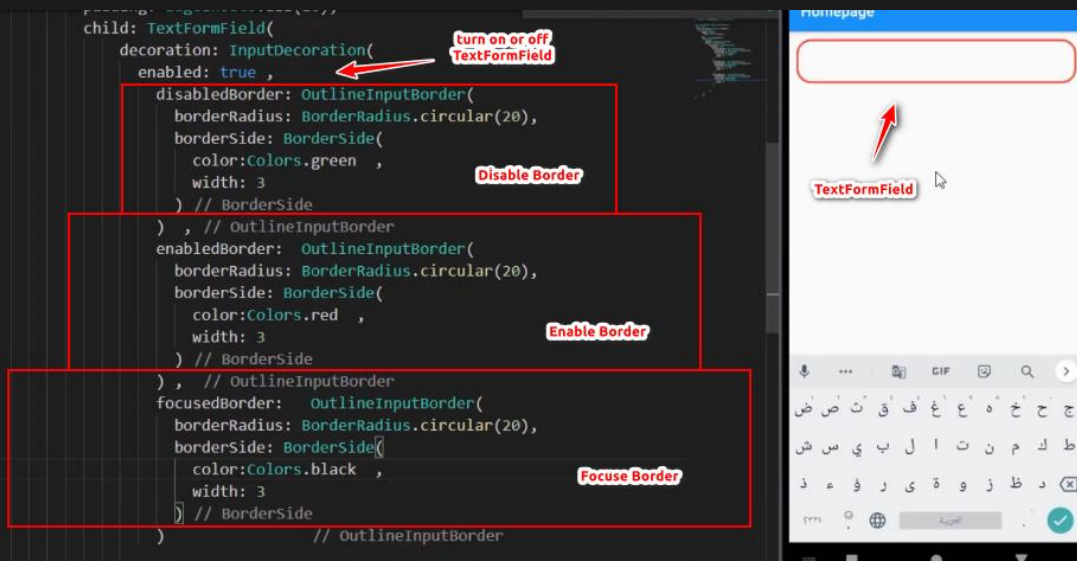 child: TextFormField(
decoration: InputDecoration(
enabled: true ,
turn on or off
TextFormField
disabledBorder: OutlineInputBorder(
borderRadius: BorderRadius.circular(20),
borderSide: BorderSide(
color:Colors.green ,
width: 3
) // BorderSide
Disable Border
) , // OutlineInputBorder
enabledBorder: OutlineInputBorder(
borderRadius: BorderRadius.circular(20),
borderSide: BorderSide(
color:Colors.red ,
width: 3
) // BorderSide
Enable Border
) , // OutlineInputBorder
focusedBorder: OutlineInputBorder(
borderRadius: BorderRadius.circular(20),
borderSide: BorderSide(
color:Colors.black ,
width: 3
) // BorderSide
Focuse Border
) // OutlineInputBorder
Homepage
TextFormField
GIF
ض ص ث ق ف غ ع ه خ ح ج
ش س ي ب ل ا ت ن م ك ط
ذ ء ؤ ر ى ة و ز ظ د
العربية